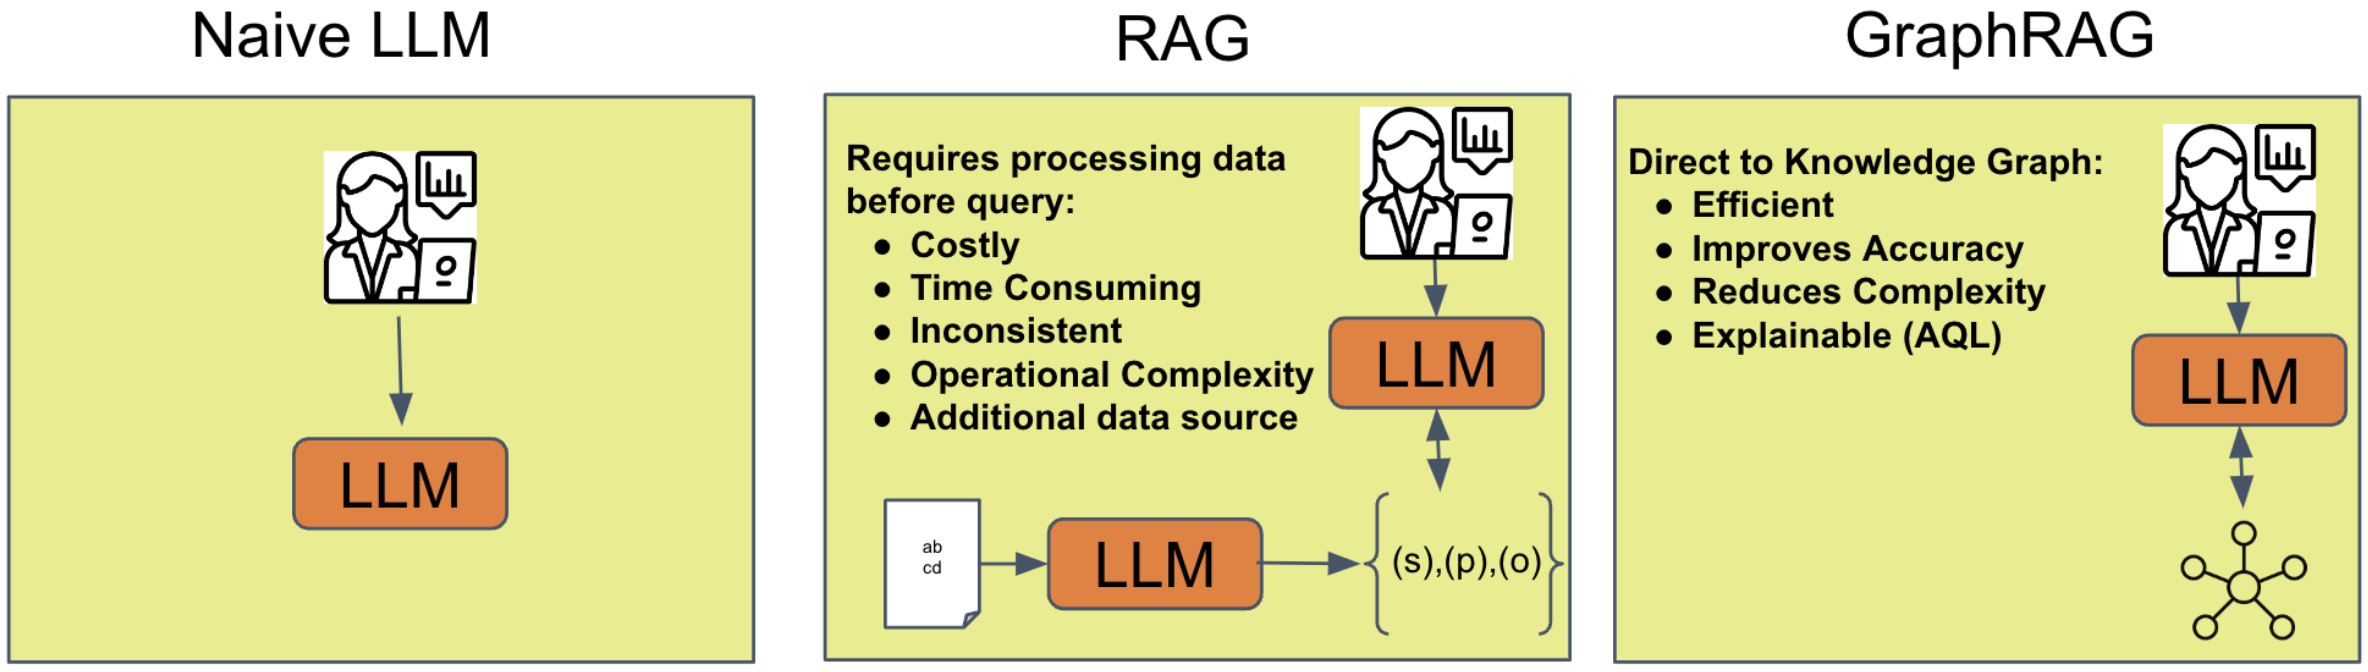 Naive LLM
LLM
RAG
Requires processing data
before query:
● Costly
● Time Consuming
● Inconsistent
● Operational Complexity
● Additional data source
LLM
ab
cd
LLM
(s),(p),(o)
GraphRAG
Direct to Knowledge Graph:
● Efficient
● Improves Accuracy
● Reduces Complexity
● Explainable (AQL)
LLM